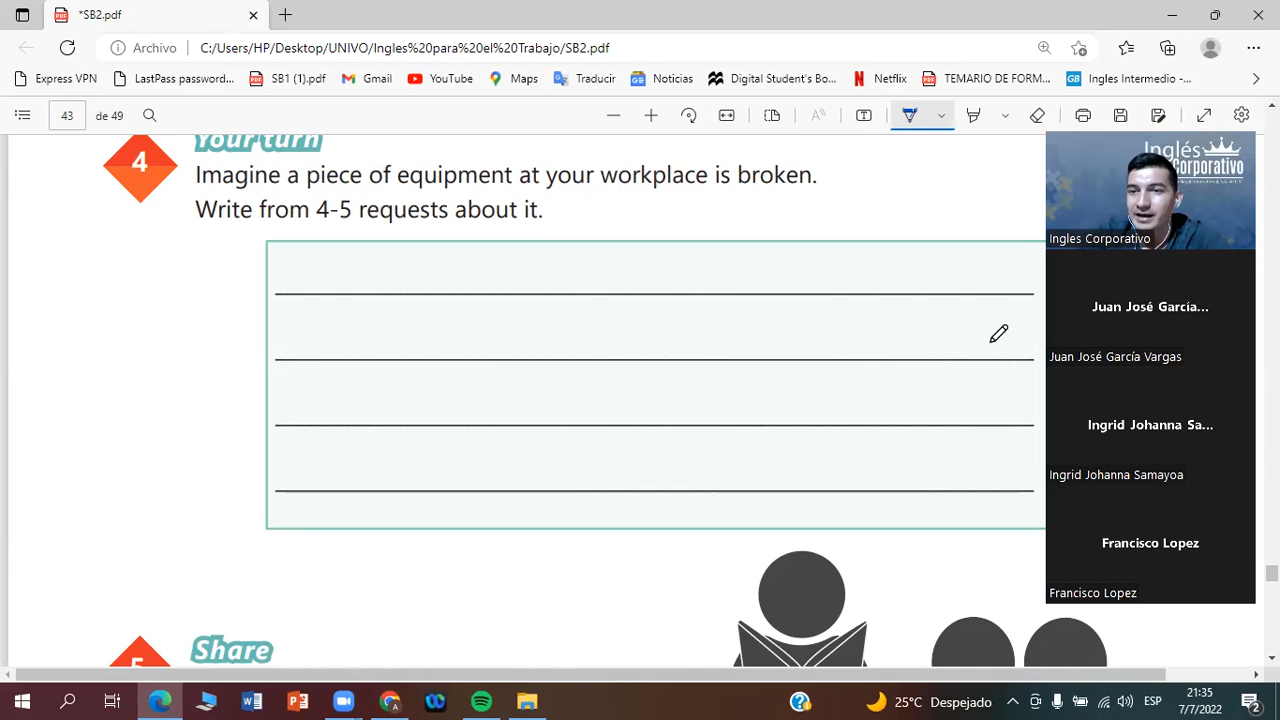 *SB2.pdf
Archivo
C:/Users/HP/Desktop/UNIVO/Ingles%20para%20el%20Trabajo/SB2.pdf
Express VPN
LastPass password...
SB1 (1).pdf
Gmail
YouTube
Maps
Traducir
Noticias
Digital Student's Bo...
Netflix
TEMARIO DE FORM...
GB
Ingles Intermedio -...
43
de 49
4
Your turn
Imagine a piece of equipment at your workplace is broken.
Write from 4-5 requests about it.
Inglés
Corporativo
Ingles Corporativo
Juan José García...
Juan José García Vargas
Ingrid Johanna Sa...
Ingrid Johanna Samayoa
Francisco Lopez
Francisco Lopez
5
Share
25°C
Despejado
ESP
21:35
7/7/2022
2